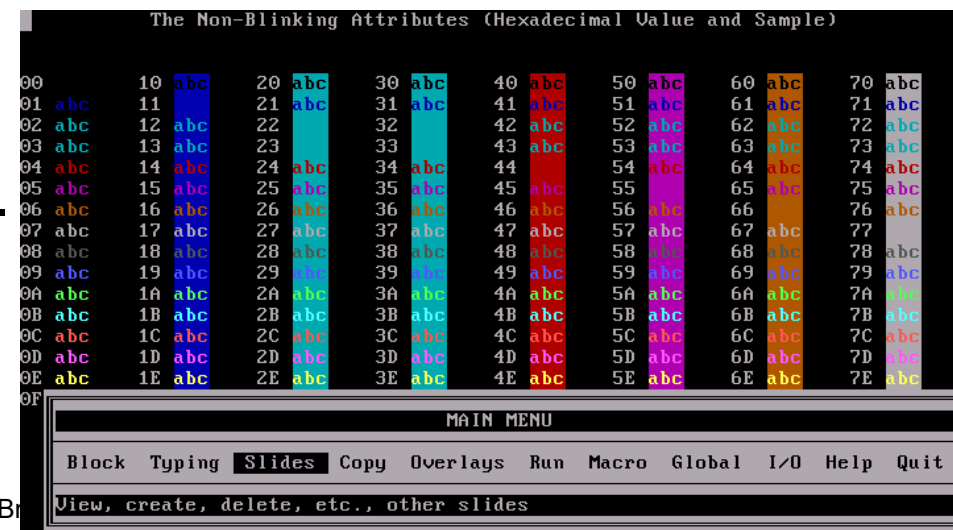 The Non-Blinking Attributes (Hexadecimal Value and Sample)
00 10 abc 20 abc 30 abc 40 abc 50 abc 60 abc 70 abc
01 abc 11 21 abc 31 abc 41 abc 51 abc 61 abc 71 abc
02 abc 12 abc 22 32 42 abc 52 abc 62 abc 72 abc
03 abc 13 abc 23 33 43 abc 53 abc 63 abc 73 abc
04 abc 14 abc 24 abc 34 abc 44 54 abc 64 abc 74 abc
05 abc 15 abc 25 abc 35 abc 45 abc 55 65 abc 75 abc
06 abc 16 abc 26 abc 36 abc 46 abc 56 abc 66 76 abc
07 abc 17 abc 27 abc 37 abc 47 abc 57 abc 67 abc 77
08 abc 18 abc 28 abc 38 abc 48 abc 58 abc 68 abc 78 abc
09 abc 19 abc 29 abc 39 abc 49 abc 59 abc 69 abc 79 abc
0A abc 1A abc 2A abc 3A abc 4A abc 5A abc 6A abc 7A abc
0B abc 1B abc 2B abc 3B abc 4B abc 5B abc 6B abc 7B abc
0C abc 1C abc 2C abc 3C abc 4C abc 5C abc 6C abc 7C abc
0D abc 1D abc 2D abc 3D abc 4D abc 5D abc 6D abc 7D abc
0E abc 1E abc 2E abc 3E abc 4E abc 5E abc 6E abc 7E abc
0F
MAIN MENU
Block Typing Slides Copy Overlays Run Macro Global I/O Help Quit
View, create, delete, etc., other slides